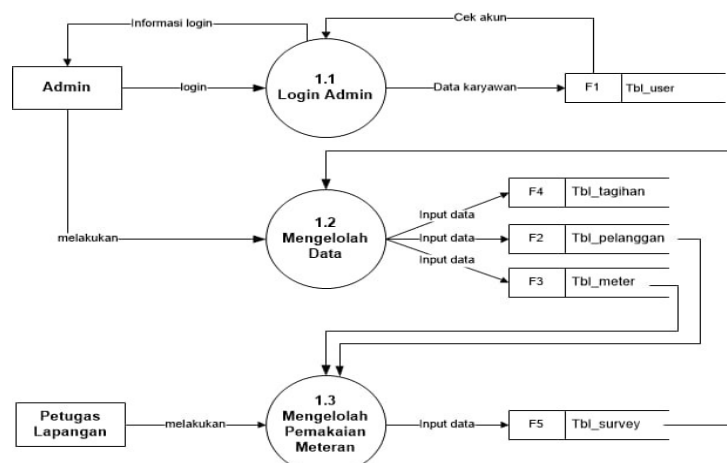 Informasi login
Cek akun
Admin
login
1.1
Login Admin
Data karyawan
F1
Tbl_user
melakukan
1.2
Mengelolah
Data
Input data
F4
Tbl_tagihan
Input data
F2
Tbl_pelanggan
Input data
F3
Tbl_meter
Petugas
Lapangan
melakukan
1.3
Mengelolah
Pemakaian
Meteran
Input data
F5
Tbl_survey